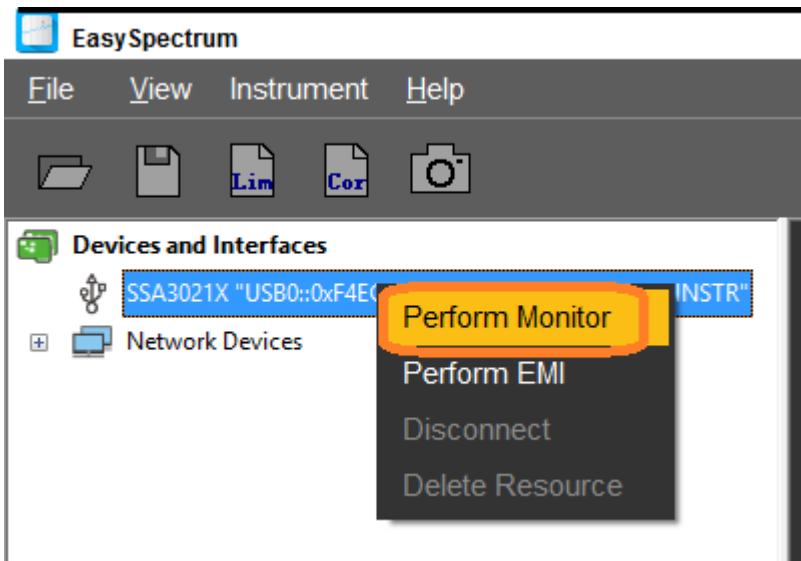 EasySpectrum
File View Instrument Help
Lim Cor
Devices and Interfaces
SSA3021X "USB0::0xF4EC INSTR"
Perform Monitor
Network Devices
Perform EMI
Disconnect
Delete Resource